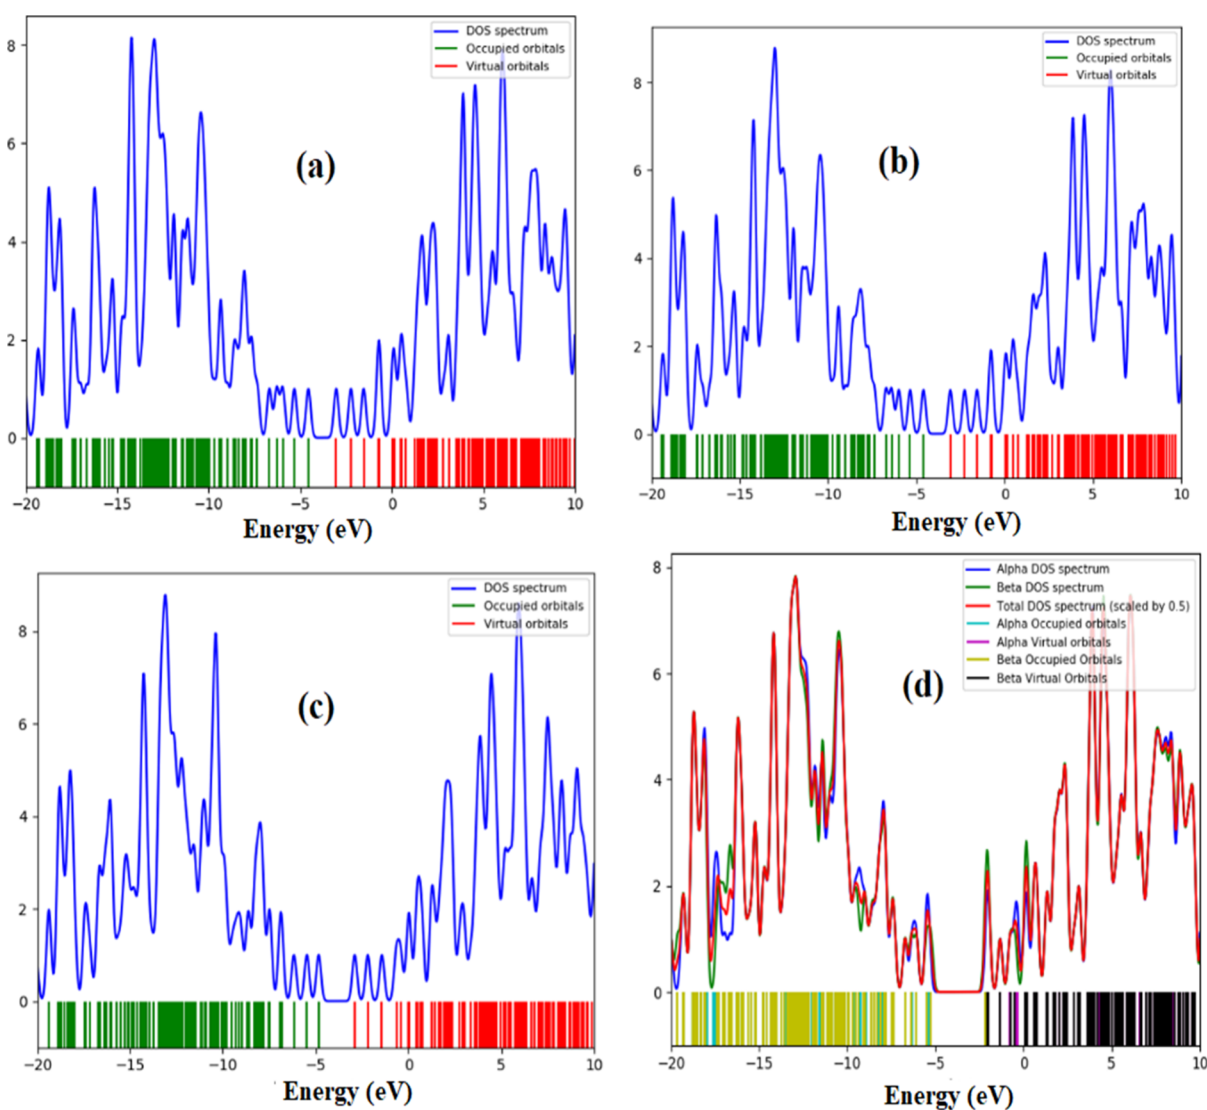 DOS spectrum
Occupied orbitals
Virtual orbitals
(a)
8
6
4
2
0
−20 −15 −10 −5 0 5 10
Energy (eV)
DOS spectrum
Occupied orbitals
Virtual orbitals
(b)
8
6
4
2
0
−20 −15 −10 −5 0 5 10
Energy (eV)
DOS spectrum
Occupied orbitals
Virtual orbitals
(c)
8
6
4
2
0
−20 −15 −10 −5 0 5 10
Energy (eV)
Alpha DOS spectrum
Beta DOS spectrum
Total DOS spectrum (scaled by 0.5)
Alpha Occupied orbitals
Alpha Virtual orbitals
Beta Occupied Orbitals
Beta Virtual Orbitals
(d)
8
6
4
2
0
−20 −15 −10 −5 0 5 10
Energy (eV)